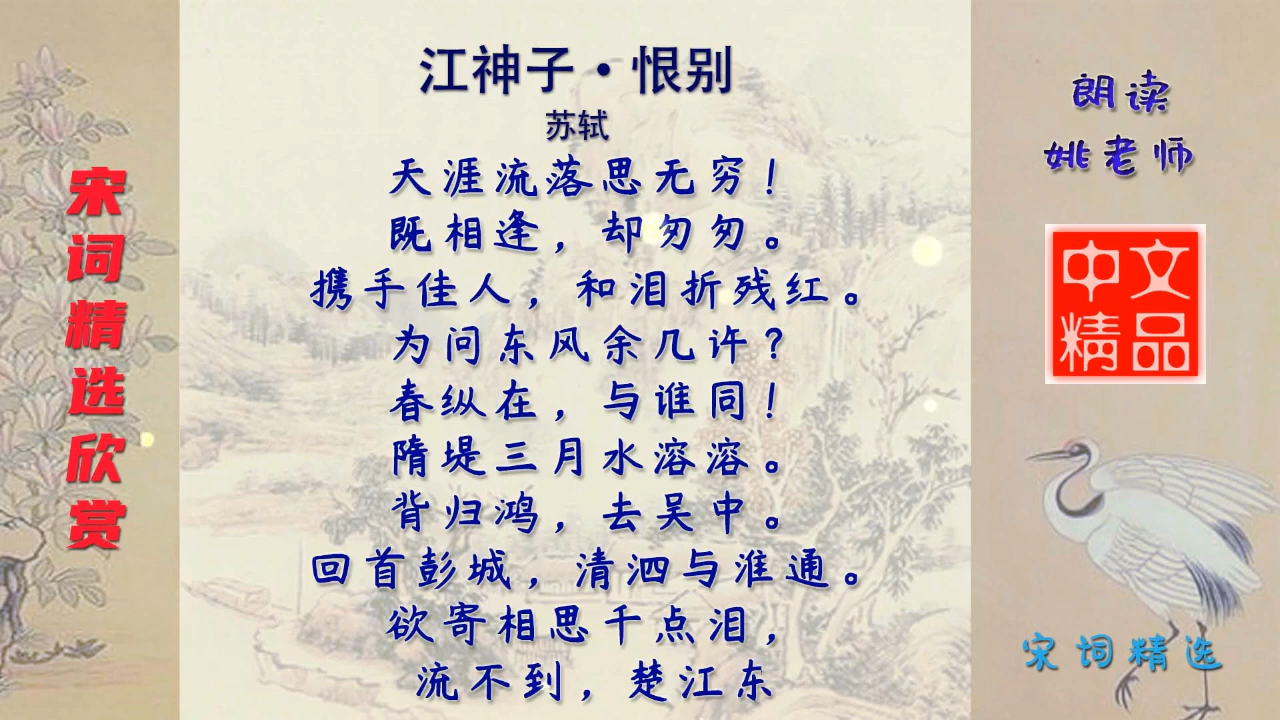 宋词精选欣赏
江神子·恨别
苏轼
天涯流落思无穷！
既相逢，却匆匆。
携手佳人，和泪折残红。
为问东风余几许？
春纵在，与谁同！
隋堤三月水溶溶。
背归鸿，去吴中。
回首彭城，清泗与淮通。
欲寄相思千点泪，
流不到，楚江东
朗读
姚老师
中文
精品
宋词精选